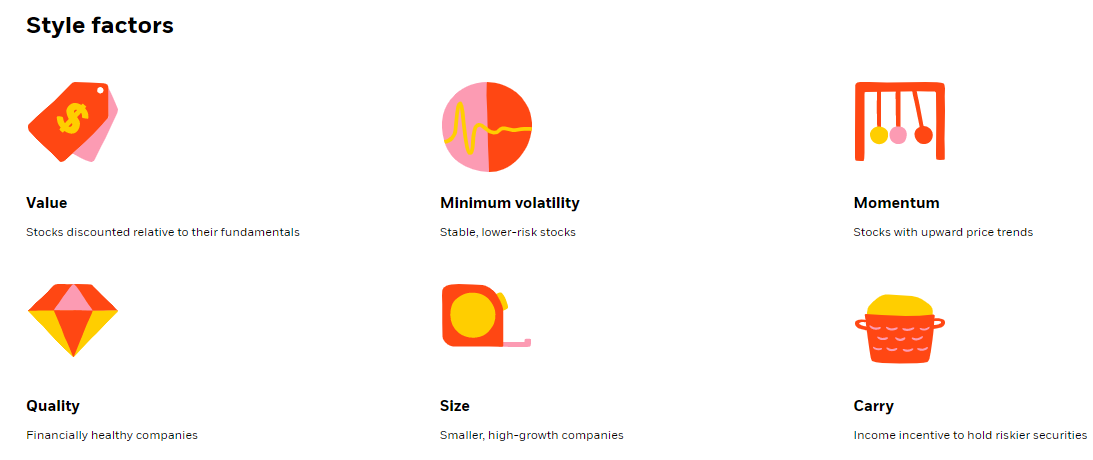 Style factors
$
Value
Minimum volatility
Momentum
Stocks discounted relative to their fundamentals
Stable, lower-risk stocks
Stocks with upward price trends
Quality
Size
Carry
Financially healthy companies
Smaller, high-growth companies
Income incentive to hold riskier securities